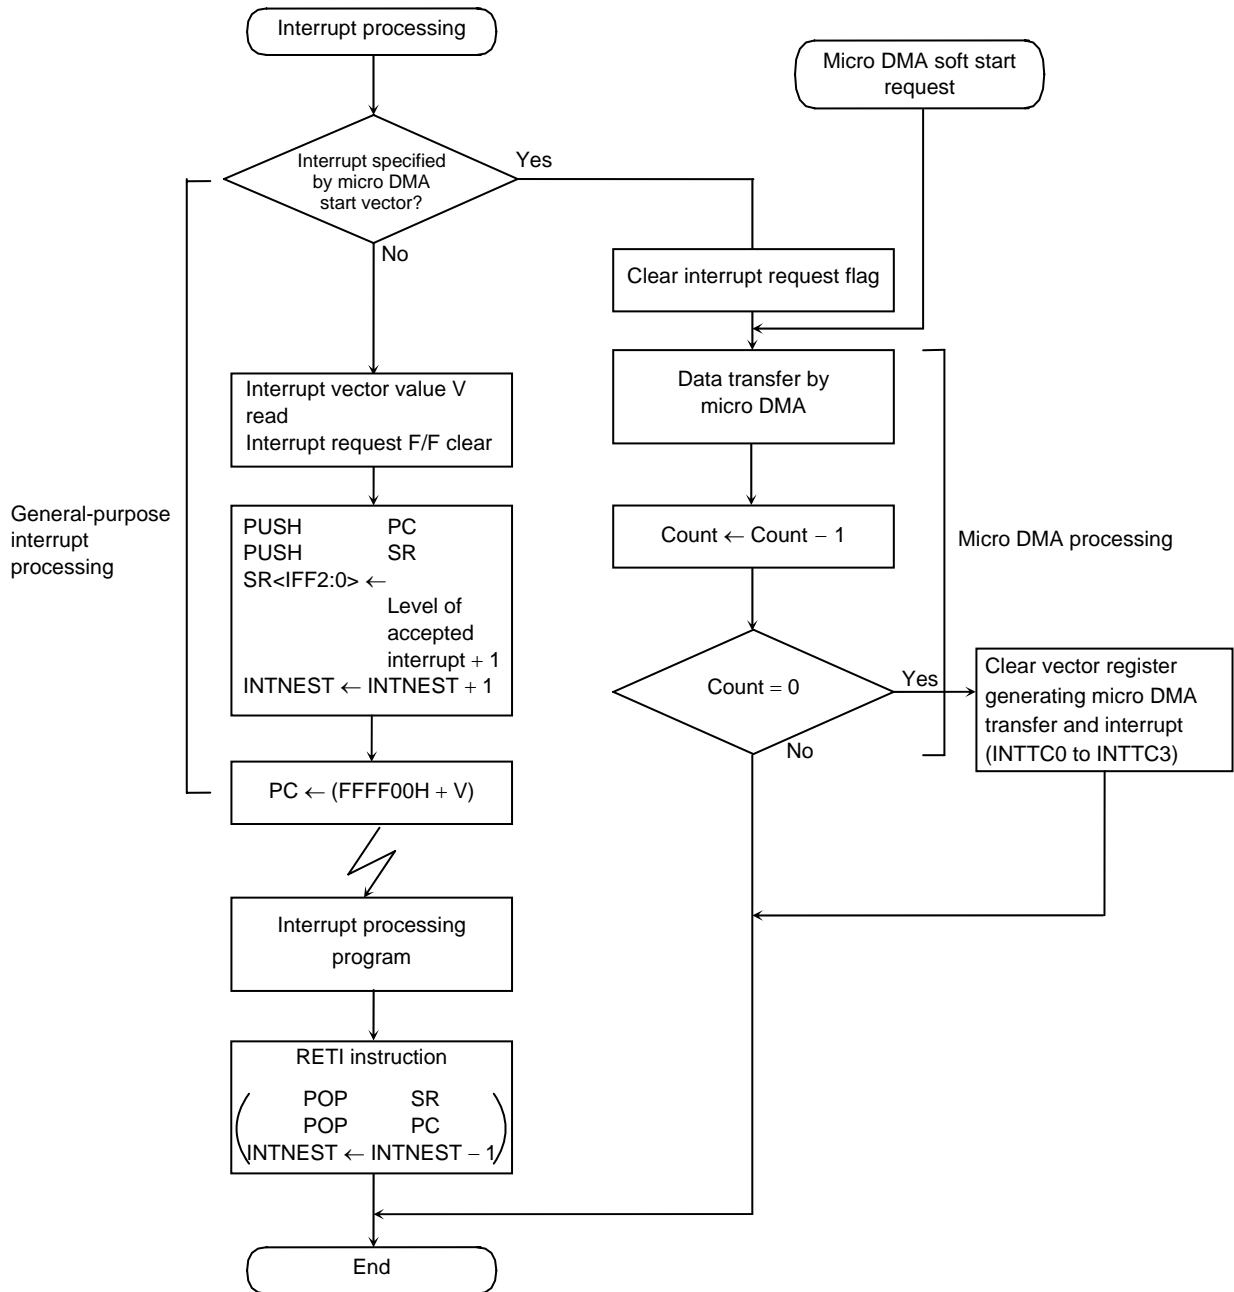 Interrupt processing
Micro DMA soft start
request
Interrupt specified
by micro DMA
start vector?
Yes
No
Clear interrupt request flag
Interrupt vector value V
read
Interrupt request F/F clear
Data transfer by
micro DMA
General-purpose
interrupt
processing
PUSH PC
PUSH SR
SR<IFF2:0> ←
Level of
accepted
interrupt + 1
INTNEST ← INTNEST + 1
Count ← Count − 1
Micro DMA processing
Count = 0
Yes
No
Clear vector register
generating micro DMA
transfer and interrupt
(INTTC0 to INTTC3)
PC ← (FFFF00H + V)
Interrupt processing
program
RETI instruction
POP SR
POP PC
INTNEST ← INTNEST − 1
End